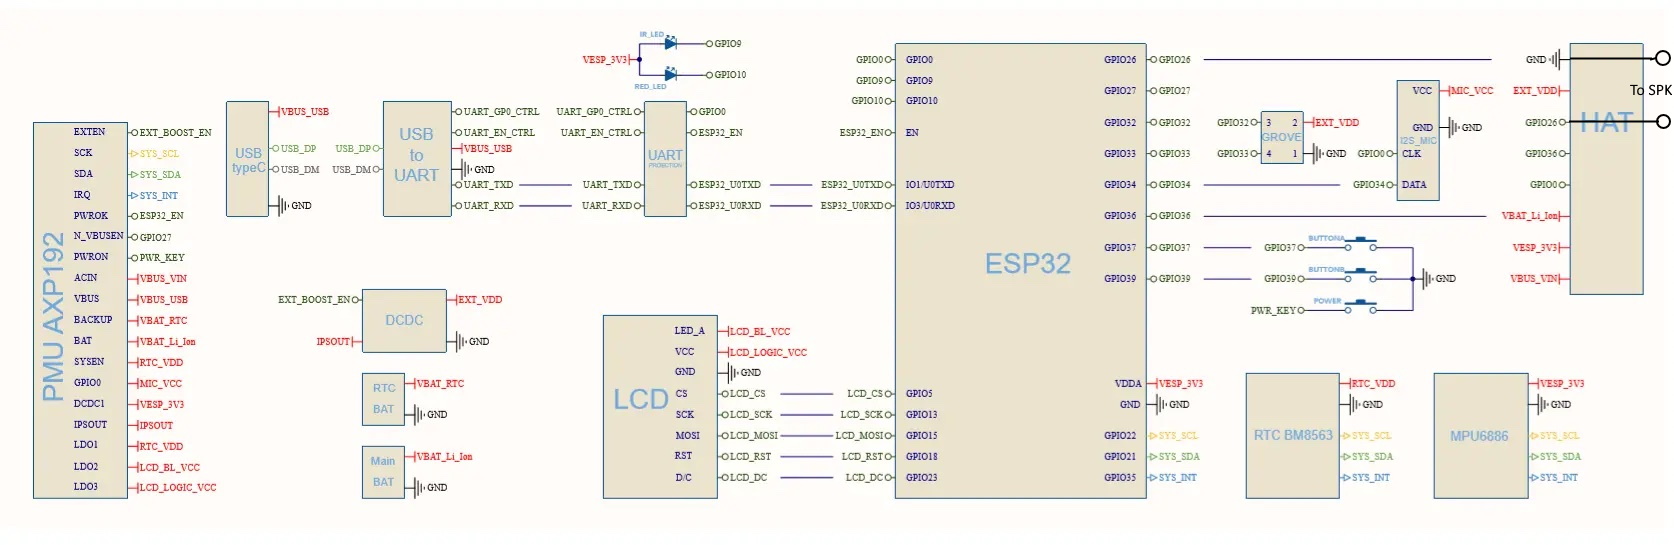 PMU AXP192
EXTEN EXT_BOOST_EN
SCK SYS_SCL
SDA SYS_SDA
IRQ SYS_INT
PWROK ESP32_EN
N_VBUSEN GPIO27
PWRON PWR_KEY
ACIN VBUS_VIN
VBUS VBUS_USB
BACKUP VBAT_RTC
BAT VBAT_Li_Ion
SYSEN RTC_VDD
GPIO0 MIC_VCC
DCDC1 VESP_3V3
IPSOUT IPSOUT
LDO1 RTC_VDD
LDO2 LCD_BL_VCC
LDO3 LCD_LOGIC_VCC
USB
typeC
VBUS_USB
USB_DP
USB_DM
GND
USB
to
UART
USB_DP
USB_DM
UART_GP0_CTRL
UART_EN_CTRL
VBUS_USB
GND
UART_TXD
UART_RXD
IR_LED
GPIO9
VESP_3V3
GPIO10
RED_LED
UART
PROTECTION
UART_GP0_CTRL GPIO0
UART_EN_CTRL ESP32_EN
UART_TXD ESP32_U0TXD
UART_RXD ESP32_U0RXD
EXT_BOOST_EN EXT_VDD
DCDC
IPSOUT GND
RTC
BAT
VBAT_RTC
GND
Main
BAT
VBAT_Li_Ion
GND
LCD
LED_A LCD_BL_VCC
VCC LCD_LOGIC_VCC
GND GND
CS LCD_CS
SCK LCD_SCK
MOSI LCD_MOSI
RST LCD_RST
D/C LCD_DC
ESP32
GPIO0 GPIO0
GPIO9 GPIO9
GPIO10 GPIO10
ESP32_EN EN
ESP32_U0TXD IO1/U0TXD
ESP32_U0RXD IO3/U0RXD
LCD_CS GPIO5
LCD_SCK GPIO13
LCD_MOSI GPIO15
LCD_RST GPIO18
LCD_DC GPIO23
GPIO26 GPIO26
GPIO27 GPIO27
GPIO32 GPIO32
GPIO33 GPIO33
GPIO34 GPIO34
GPIO36 GPIO36
GPIO37 GPIO37
GPIO39 GPIO39
VDDA VESP_3V3
GND GND
GPIO22 SYS_SCL
GPIO21 SYS_SDA
GPIO35 SYS_INT
GPIO32 3 2 EXT_VDD
GROVE
GPIO33 4 1 GND
VCC MIC_VCC
GND GND
I2S_MIC
GPIO0 CLK
GPIO34 DATA
BUTTONA
GPIO37
BUTTONB
GPIO39 GND
POWER
PWR_KEY
RTC BM8563
RTC_VDD
GND
SYS_SCL
SYS_SDA
SYS_INT
MPU6886
VESP_3V3
GND
SYS_SCL
SYS_SDA
SYS_INT
HAT
GND
EXT_VDD
GPIO26
GPIO36
GPIO0
VBAT_Li_Ion
VESP_3V3
VBUS_VIN
To SPK